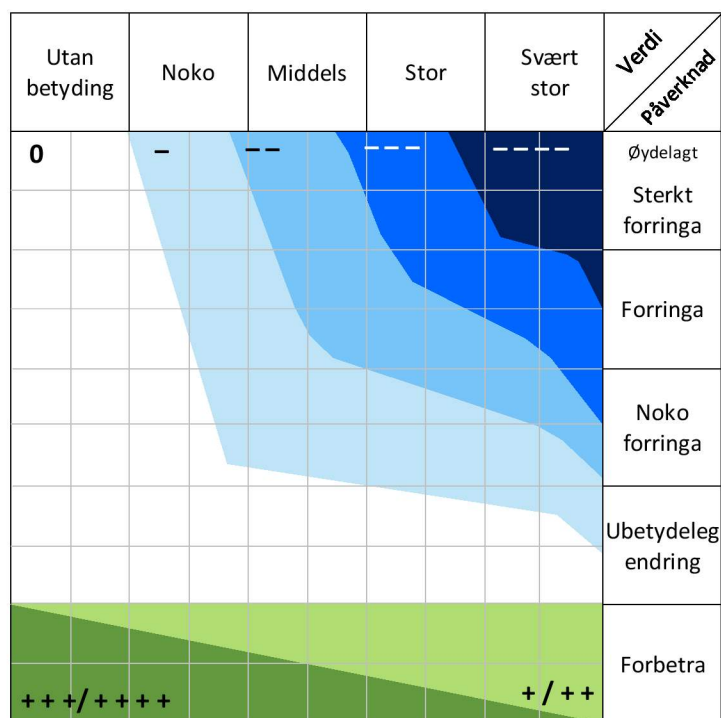 Utan
betyding
Noko
Middels
Stor
Svært
stor
Verdi
Påverknad
0
–
– –
– – –
– – – –
Øydelagt
Sterkt
forringa
Forringa
Noko
forringa
Ubetydeleg
endring
Forbetra
+ + +/+ + + +
+ / + +